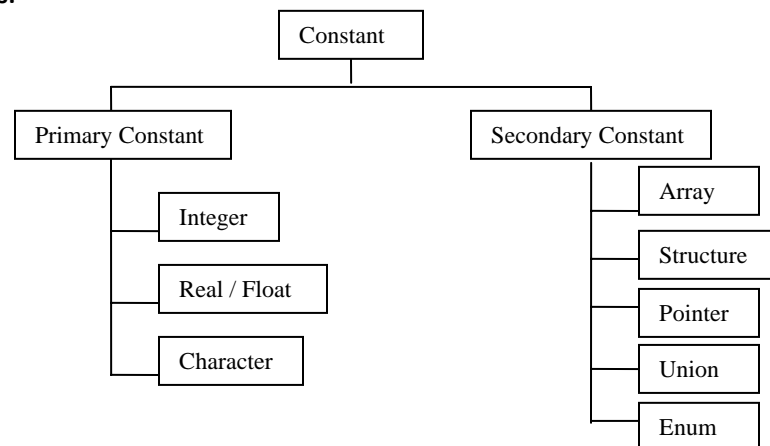 Constant
Primary Constant
Secondary Constant
Integer
Real / Float
Character
Array
Structure
Pointer
Union
Enum